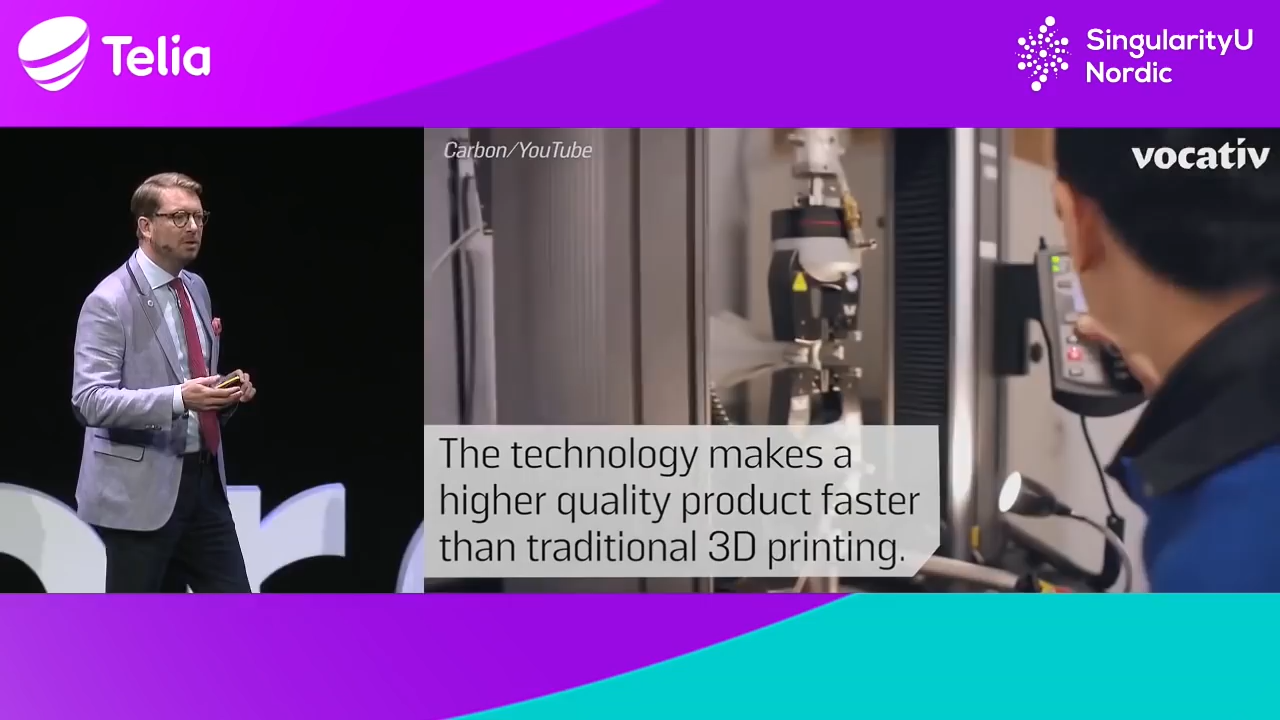 Telia
SingularityU
Nordic
Carbon/YouTube
vocativ
The technology makes a
higher quality product faster
than traditional 3D printing.